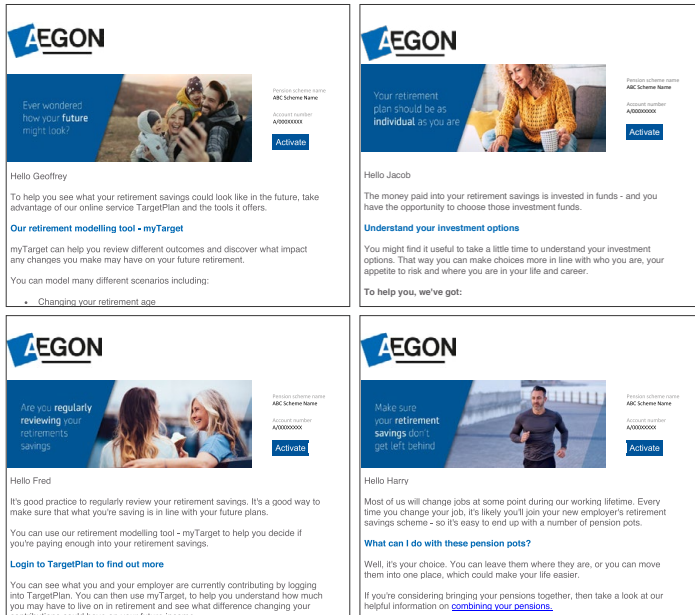 AEGON
Ever wondered
how your future
might look?
Pension scheme name
ABC Scheme Name
Account number
A/000XXXXX
Activate
Hello Geoffrey
To help you see what your retirement savings could look like in the future, take
advantage of our online service TargetPlan and the tools it offers.
Our retirement modelling tool - myTarget
myTarget can help you review different outcomes and discover what impact
any changes you make may have on your future retirement.
You can model many different scenarios including:
• Changing your retirement age
AEGON
Your retirement
plan should be as
individual as you are
Pension scheme name
ABC Scheme Name
Account number
A/000XXXXX
Activate
Hello Jacob
The money paid into your retirement savings is invested in funds - and you
have the opportunity to choose those investment funds.
Understand your investment options
You might find it useful to take a little time to understand your investment
options. That way you can make choices more in line with who you are, your
appetite to risk and where you are in your life and career.
To help you, we've got:
AEGON
Are you regularly
reviewing your
retirements
savings
Pension scheme name
ABC Scheme Name
Account number
A/000XXXXX
Activate
Hello Fred
It's good practice to regularly review your retirement savings. It's a good way to
make sure that what you're saving is in line with your future plans.
You can use our retirement modelling tool - myTarget to help you decide if
you're paying enough into your retirement savings.
Login to TargetPlan to find out more
You can see what you and your employer are currently contributing by logging
into TargetPlan. You can then use myTarget, to help you understand how much
you may have to live on in retirement and see what difference changing your
AEGON
Make sure
your retirement
savings don't
get left behind
Pension scheme name
ABC Scheme Name
Account number
A/000XXXXX
Activate
Hello Harry
Most of us will change jobs at some point during our working lifetime. Every
time you change your job, it's likely you'll join your new employer's retirement
savings scheme - so it's easy to end up with a number of pension pots.
What can I do with these pension pots?
Well, it's your choice. You can leave them where they are, or you can move
them into one place, which could make your life easier.
If you're considering bringing your pensions together, then take a look at our
helpful information on combining your pensions.